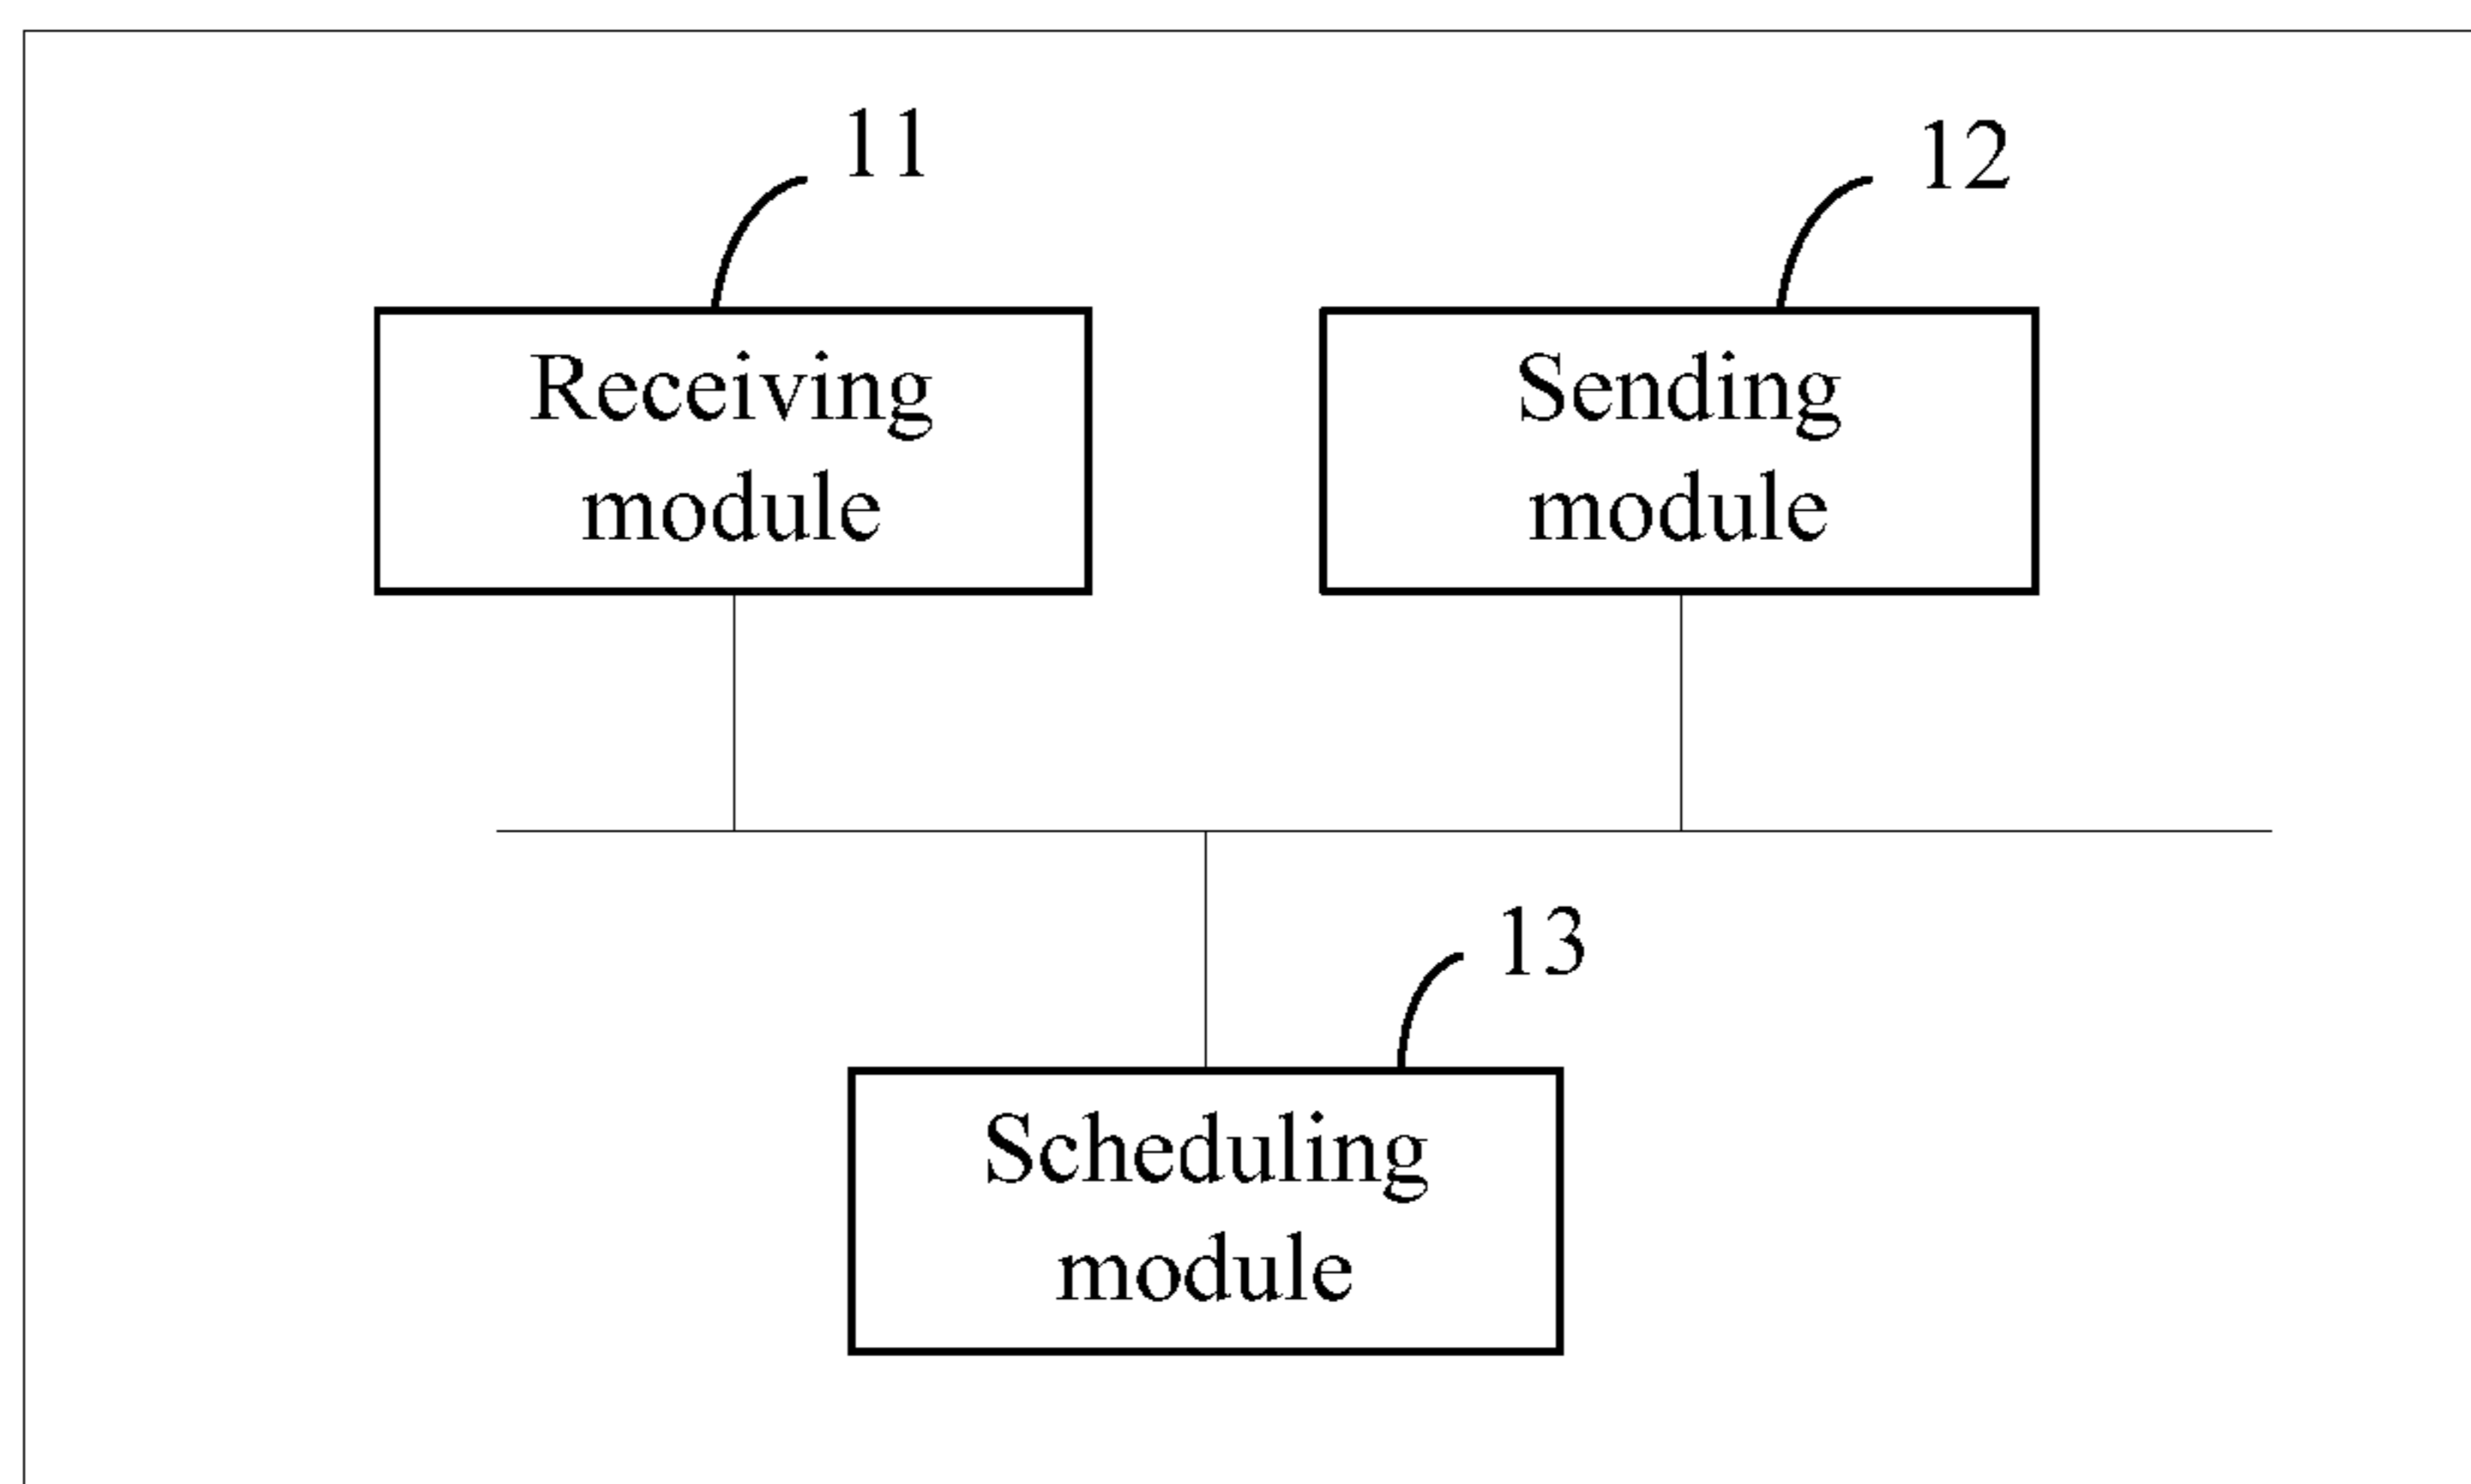 11
12
Receiving
module
Sending
module
13
Scheduling
module